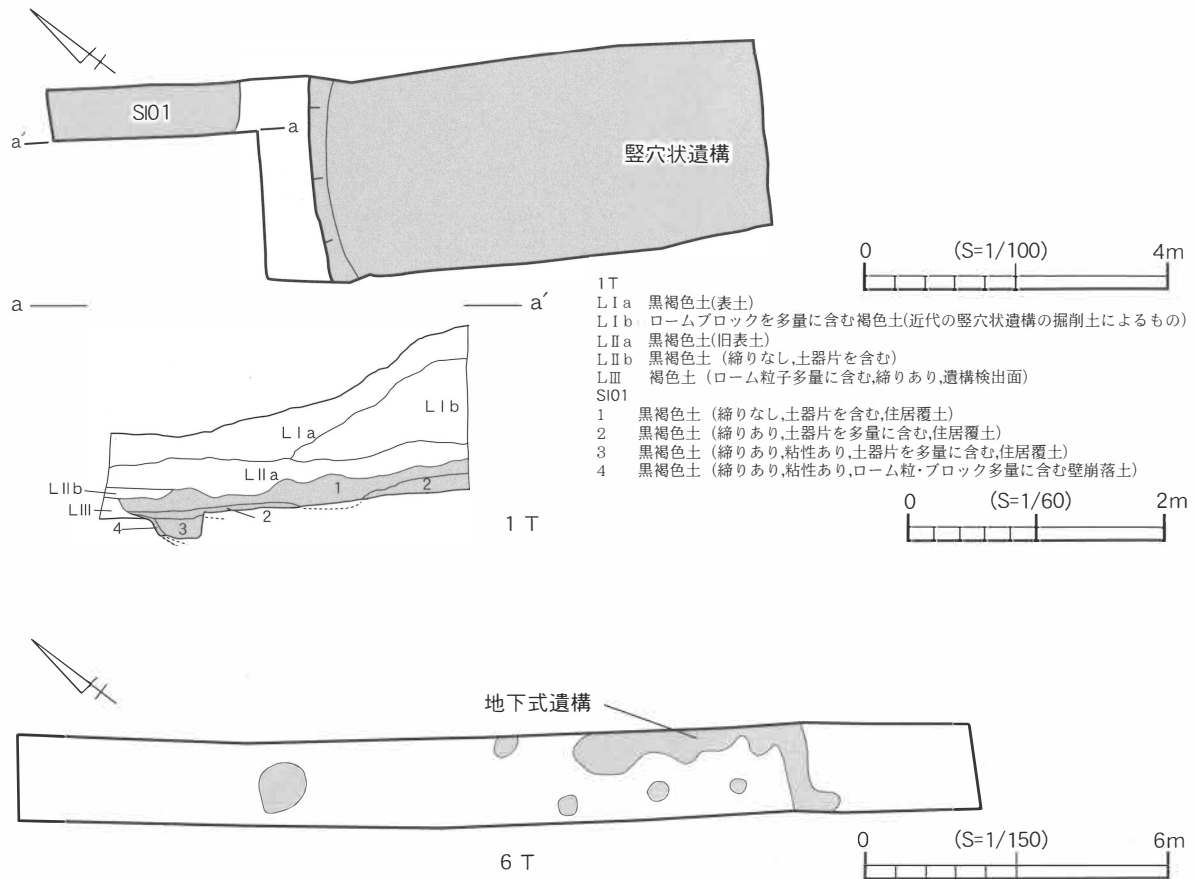 SI01
a′
a
竪穴状遺構
0 (S=1/100) 4m
a a′
1T
LⅠa 黒褐色土(表土)
LⅠb ロームブロックを多量に含む褐色土(近代の竪穴状遺構の掘削土によるもの)
LⅡa 黒褐色土(旧表土)
LⅡb 黒褐色土（締りなし,土器片を含む)
LⅢ 褐色土（ローム粒子多量に含む,締りあり,遺構検出面)
SI01
1 黒褐色土（締りなし,土器片を含む,住居覆土)
2 黒褐色土（締りあり,土器片を多量に含む,住居覆土)
3 黒褐色土（締りあり,粘性あり,土器片を多量に含む,住居覆土)
4 黒褐色土（締りあり,粘性あり,ローム粒・ブロック多量に含む壁崩落土)
LⅠb
LⅠa
LⅡa
LⅡb
1
2
LⅢ
2
4
3
1T
0 (S=1/60) 2m
地下式遺構
6T
0 (S=1/150) 6m